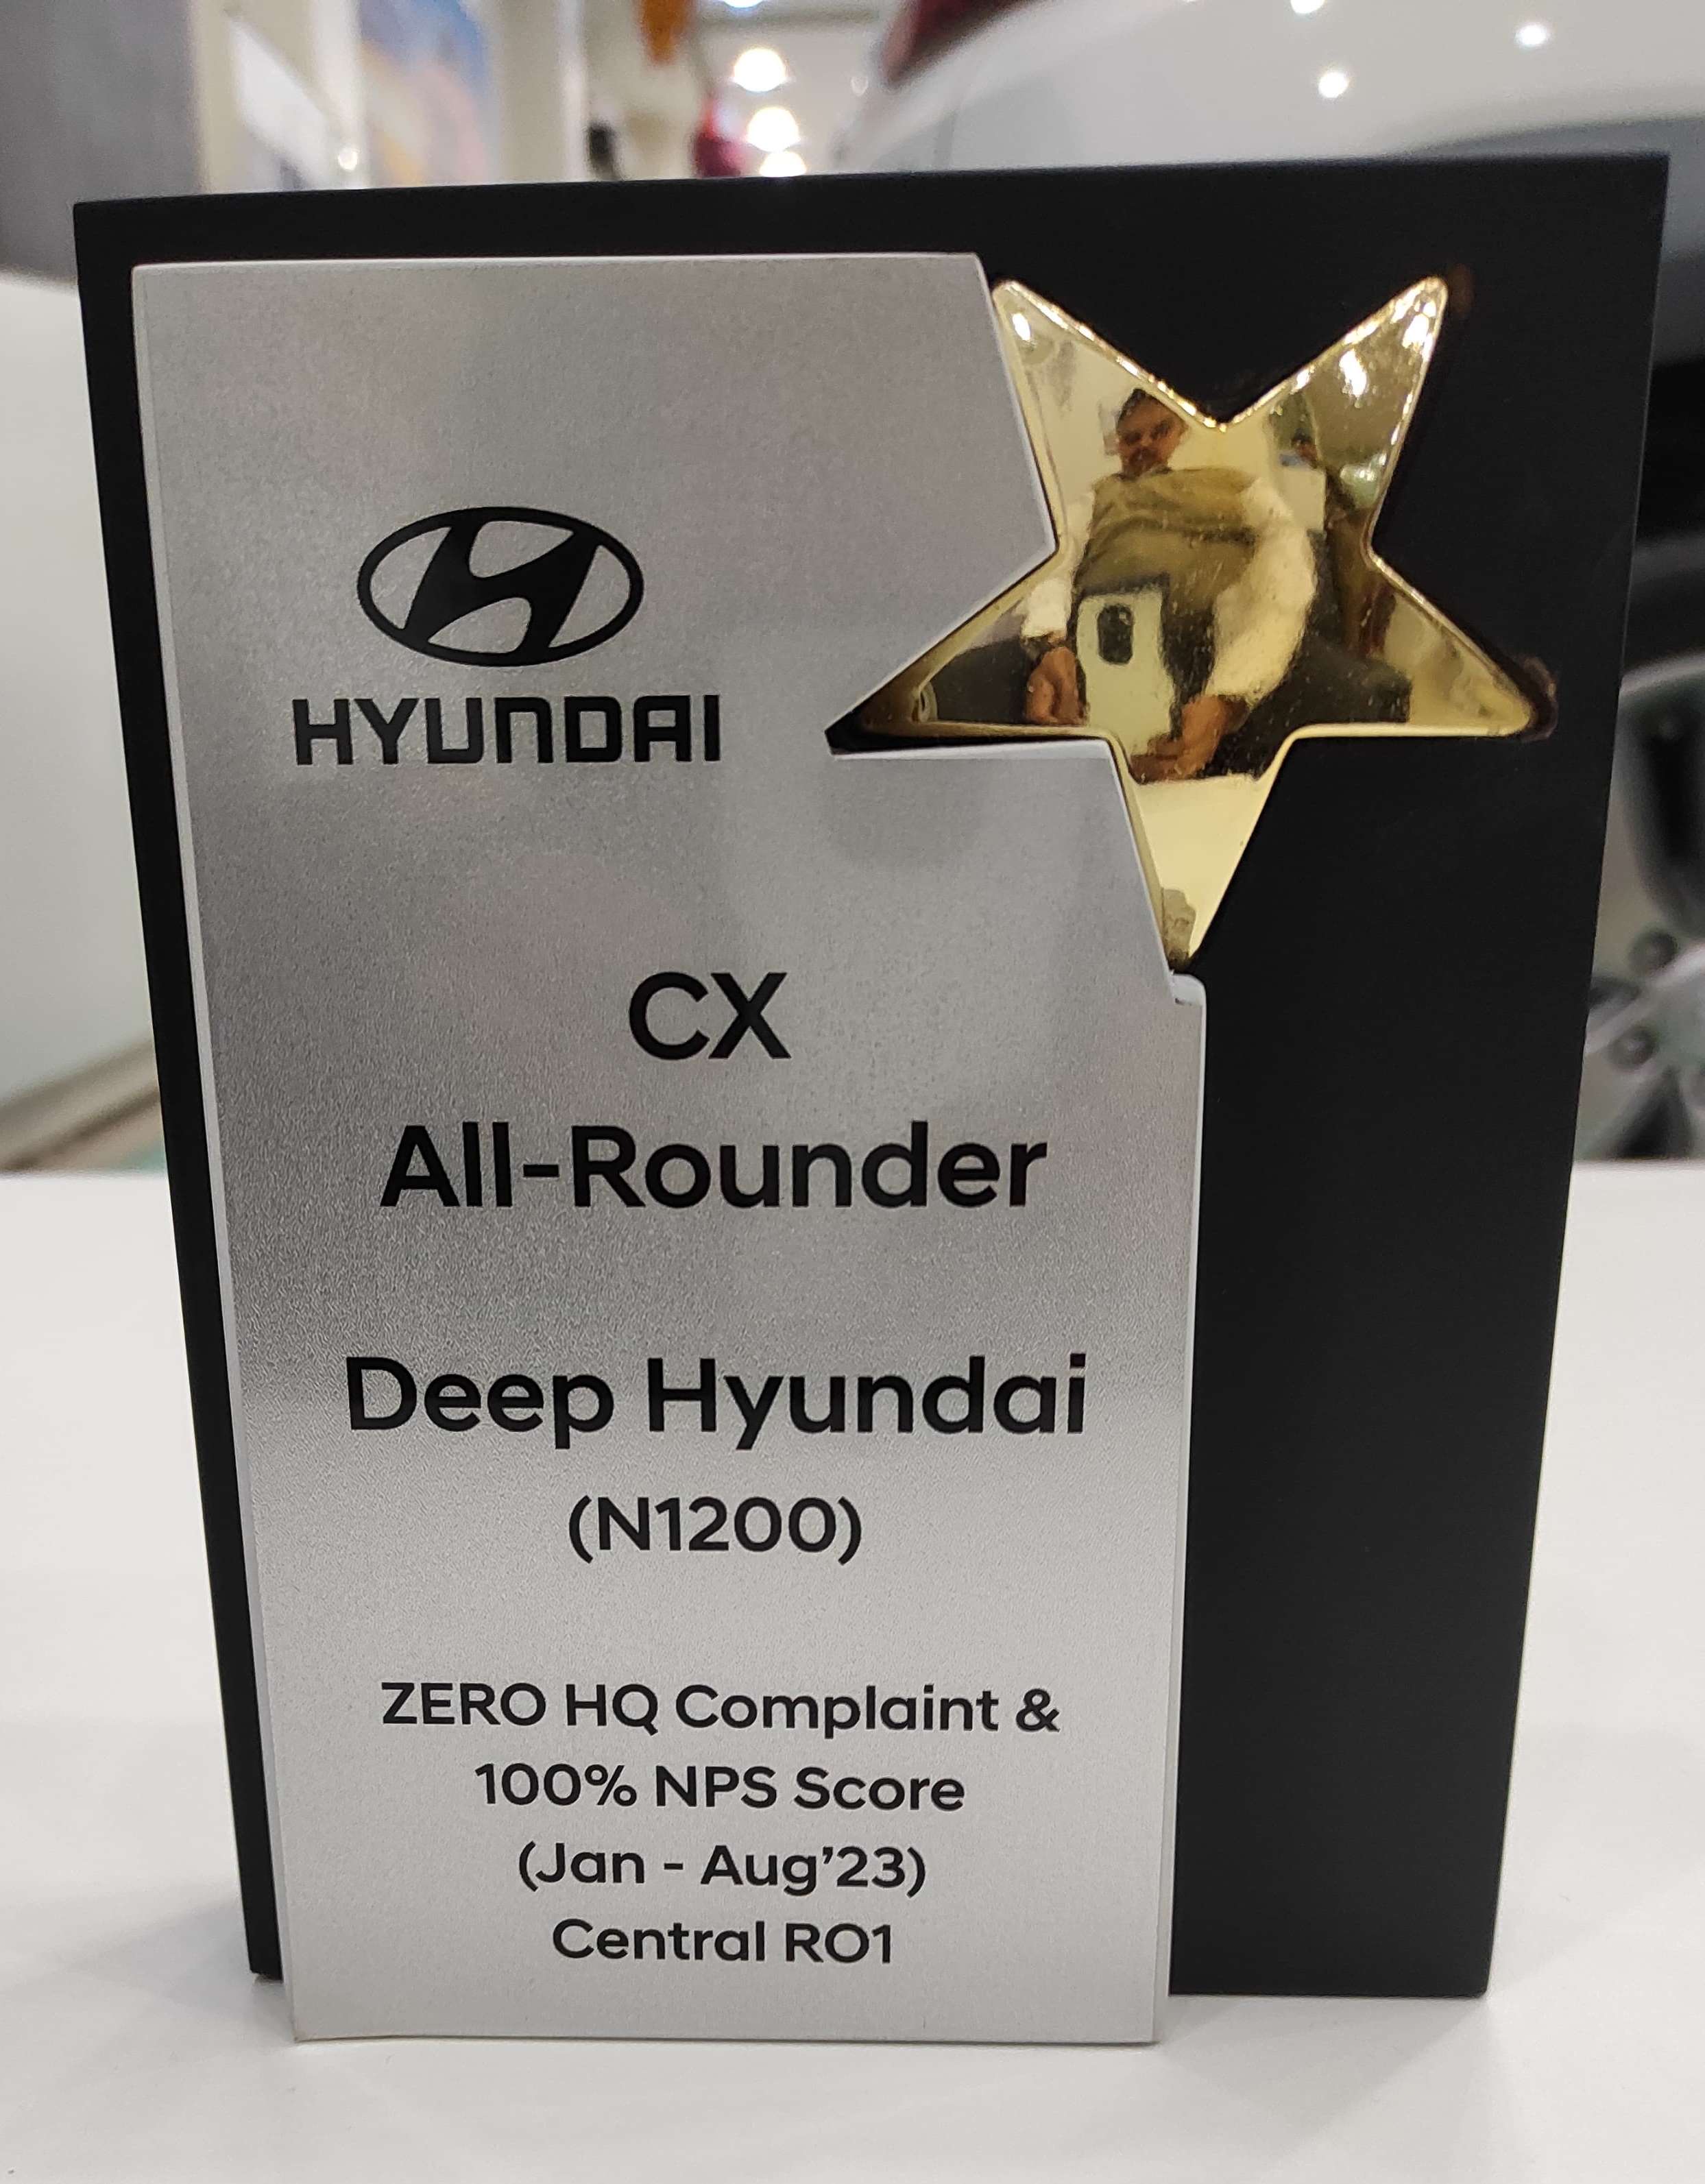 HYUNDAI
CX
All-Rounder
Deep Hyundai
(N1200)
ZERO HQ Complaint &
100% NPS Score
(Jan - Aug’23)
Central RO1